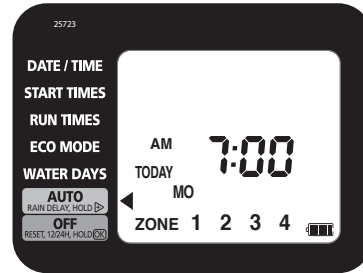 25723
DATE / TIME
START TIMES
RUN TIMES
ECO MODE
WATER DAYS
AUTO
RAIN DELAY, HOLD
OFF
RESET, 12/24H, HOLD OK
AM 7:00
TODAY
MO
ZONE 1 2 3 4